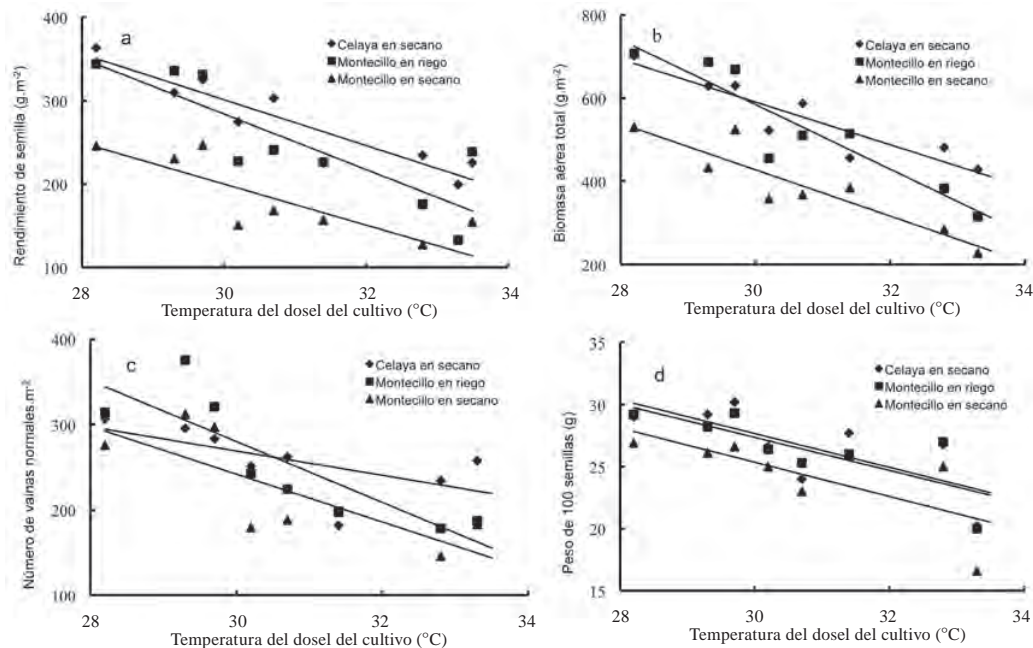 400
300
200
100
28
30
32
34
Rendimiento de semilla (g.m-2)
a
Celaya en secano
Montecillo en riego
Montecillo en secano
Temperatura del dosel del cultivo (°C)
800
600
400
200
28
30
32
34
Biomasa aérea total (g.m-2)
b
Celaya en secano
Montecillo en riego
Montecillo en secano
Temperatura del dosel del cultivo (°C)
400
300
200
100
28
30
32
34
Número de vainas normales.m-2
c
Celaya en secano
Montecillo en riego
Montecillo en secano
Temperatura del dosel del cultivo (°C)
35
30
25
20
15
28
30
32
34
Peso de 100 semillas (g)
d
Celaya en secano
Montecillo en riego
Montecillo en secano
Temperatura del dosel del cultivo (°C)